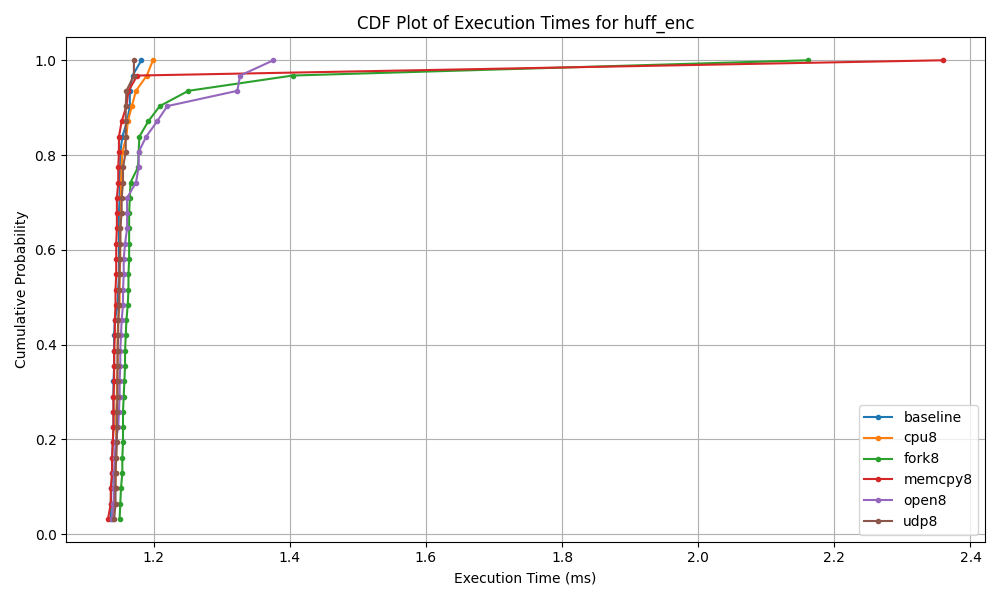 CDF Plot of Execution Times for huff_enc
Cumulative Probability
1.0
0.8
0.6
0.4
0.2
0.0
1.2
1.4
1.6
1.8
2.0
2.2
2.4
Execution Time (ms)
baseline
cpu8
fork8
memcpy8
open8
udp8